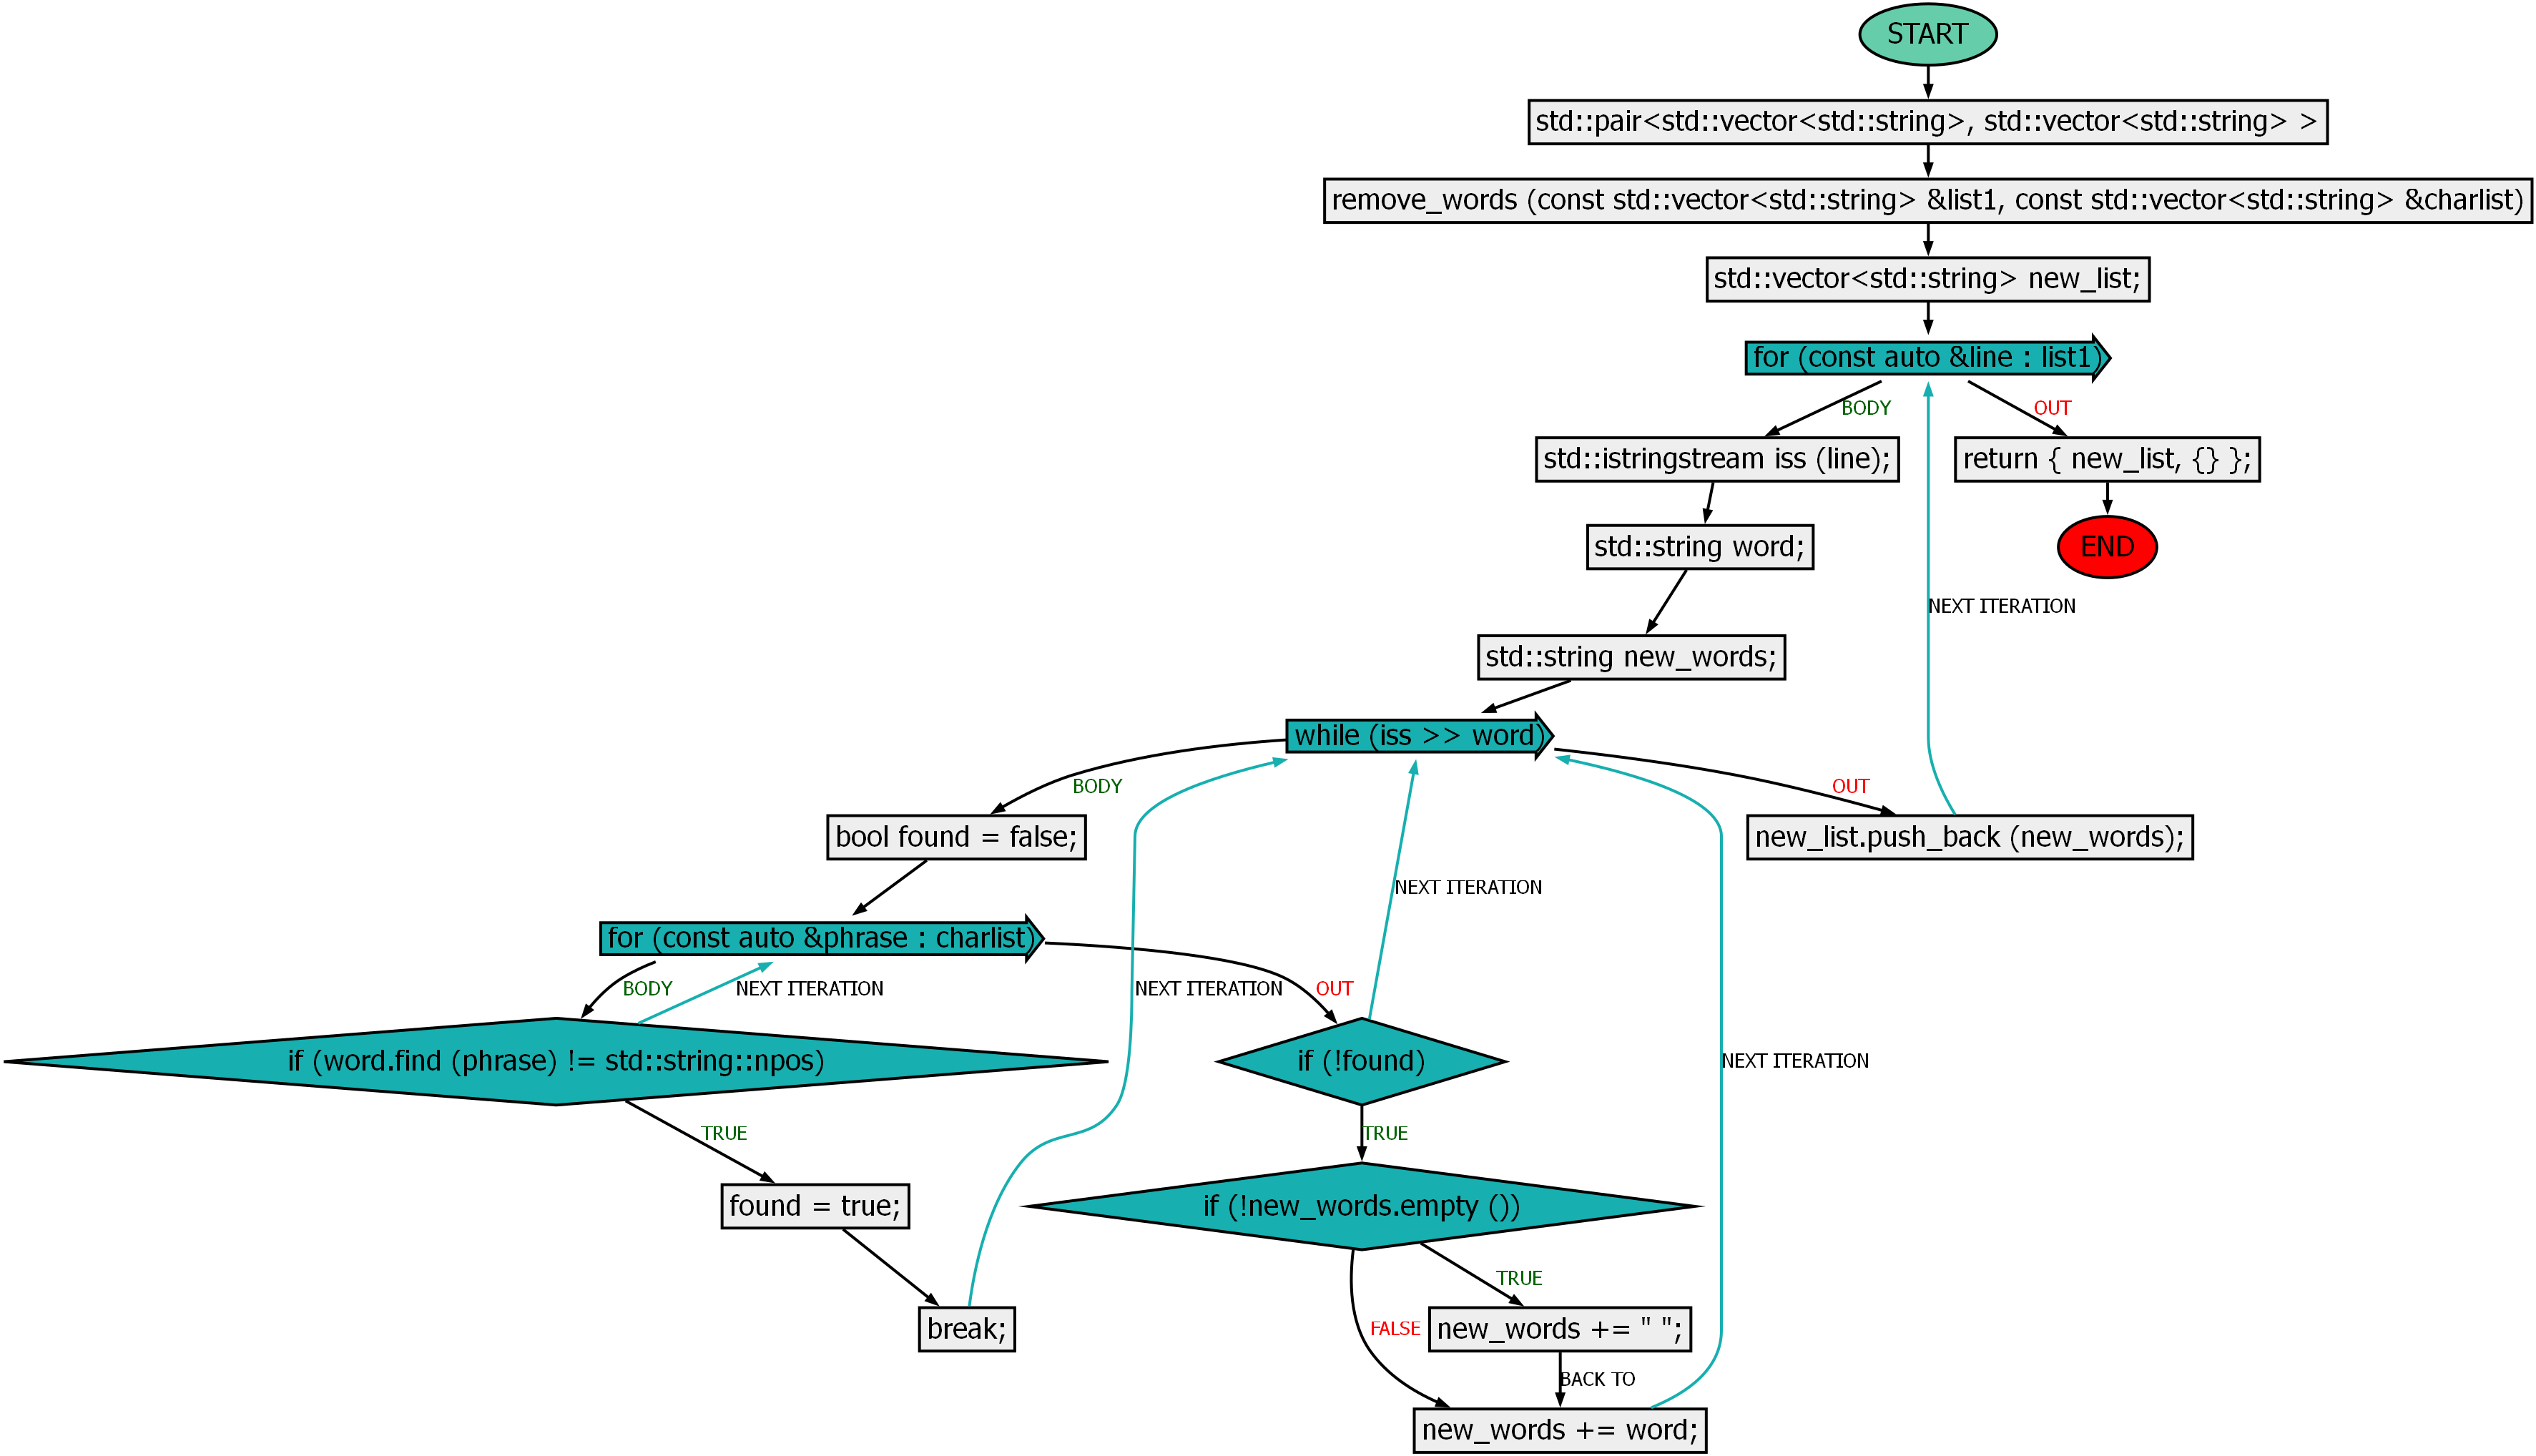 START
std::pair<std::vector<std::string>, std::vector<std::string> >
remove_words (const std::vector<std::string> &list1, const std::vector<std::string> &charlist)
std::vector<std::string> new_list;
for (const auto &line : list1)
BODY
OUT
std::istringstream iss (line);
return { new_list, {} };
std::string word;
END
NEXT ITERATION
std::string new_words;
while (iss >> word)
BODY
OUT
bool found = false;
new_list.push_back (new_words);
NEXT ITERATION
for (const auto &phrase : charlist)
BODY
NEXT ITERATION
NEXT ITERATION
OUT
if (word.find (phrase) != std::string::npos)
if (!found)
NEXT ITERATION
TRUE
TRUE
found = true;
if (!new_words.empty ())
TRUE
break;
FALSE
new_words += " ";
BACK TO
new_words += word;